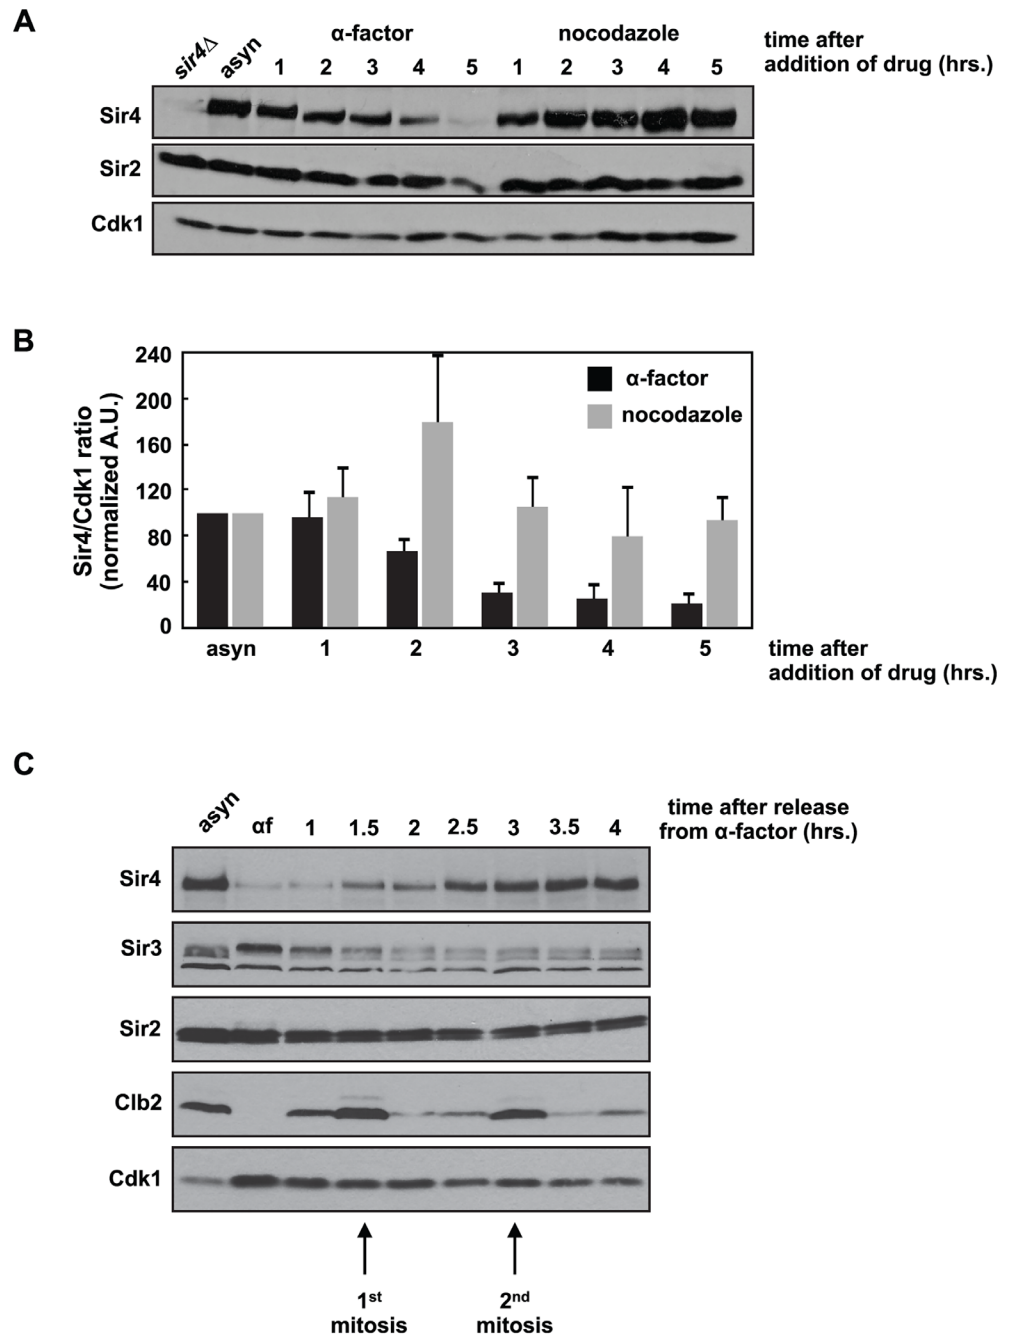 A
α-factor
nocodazole
time after
addition of drug (hrs.)
sir4Δ asyn 1 2 3 4 5 1 2 3 4 5
Sir4
Sir2
Cdk1
B
Sir4/Cdk1 ratio
(normalized A.U.)
240
200
160
120
80
40
0
α-factor
nocodazole
asyn 1 2 3 4 5
time after
addition of drug (hrs.)
C
asyn αf 1 1.5 2 2.5 3 3.5 4
time after release
from α-factor (hrs.)
Sir4
Sir3
Sir2
Clb2
Cdk1
1st
mitosis
2nd
mitosis